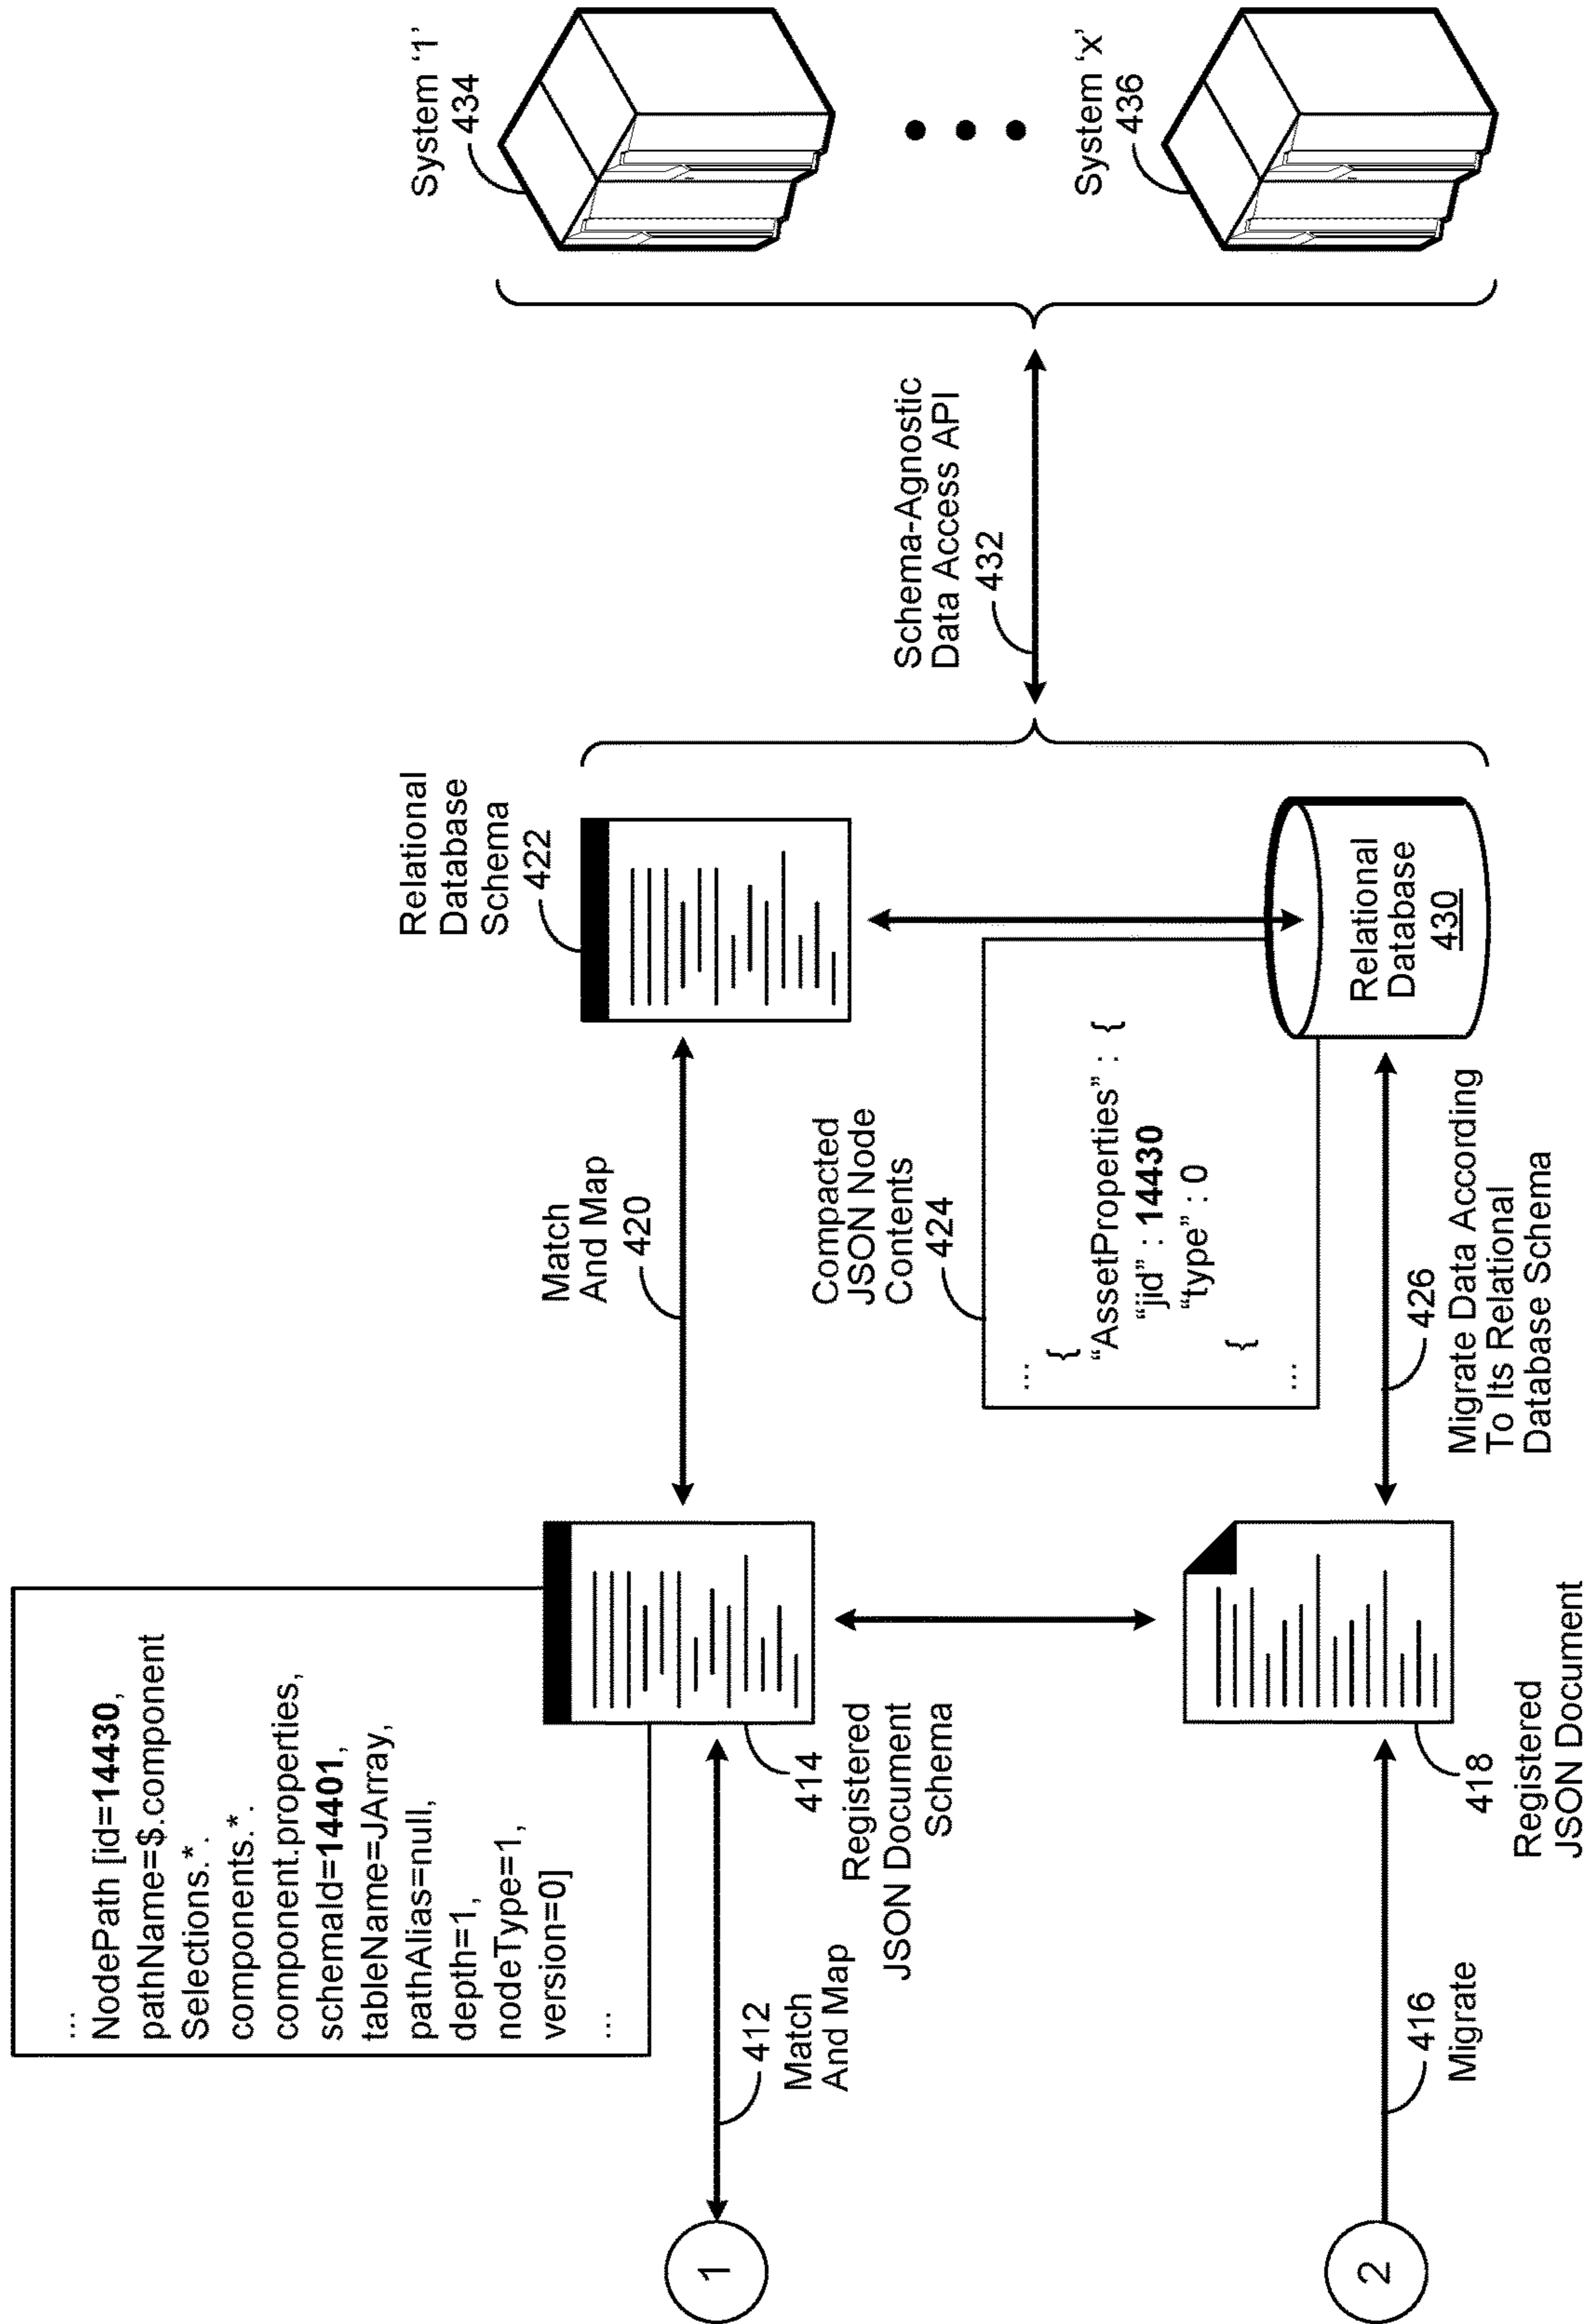 ...
NodePath [id=14430,
pathName=$.component
Selections.*.
components.*.
component.properties,
schemaId=14401,
tableName=JArray,
pathAlias=null,
depth=1,
nodeType=1,
version=0]
...
1
412
Match
And Map
414
Registered
JSON Document
Schema
Match
And Map
420
Relational
Database
Schema
422
Compacted
JSON Node
Contents
424
...
{
“AssetProperties” : {
“jid” : 14430
“type” : 0
{
...
2
416
Migrate
418
Registered
JSON Document
426
Migrate Data According
To Its Relational
Database Schema
Relational
Database
430
Schema-Agnostic
Data Access API
432
System ‘1’
434
System ‘x’
436